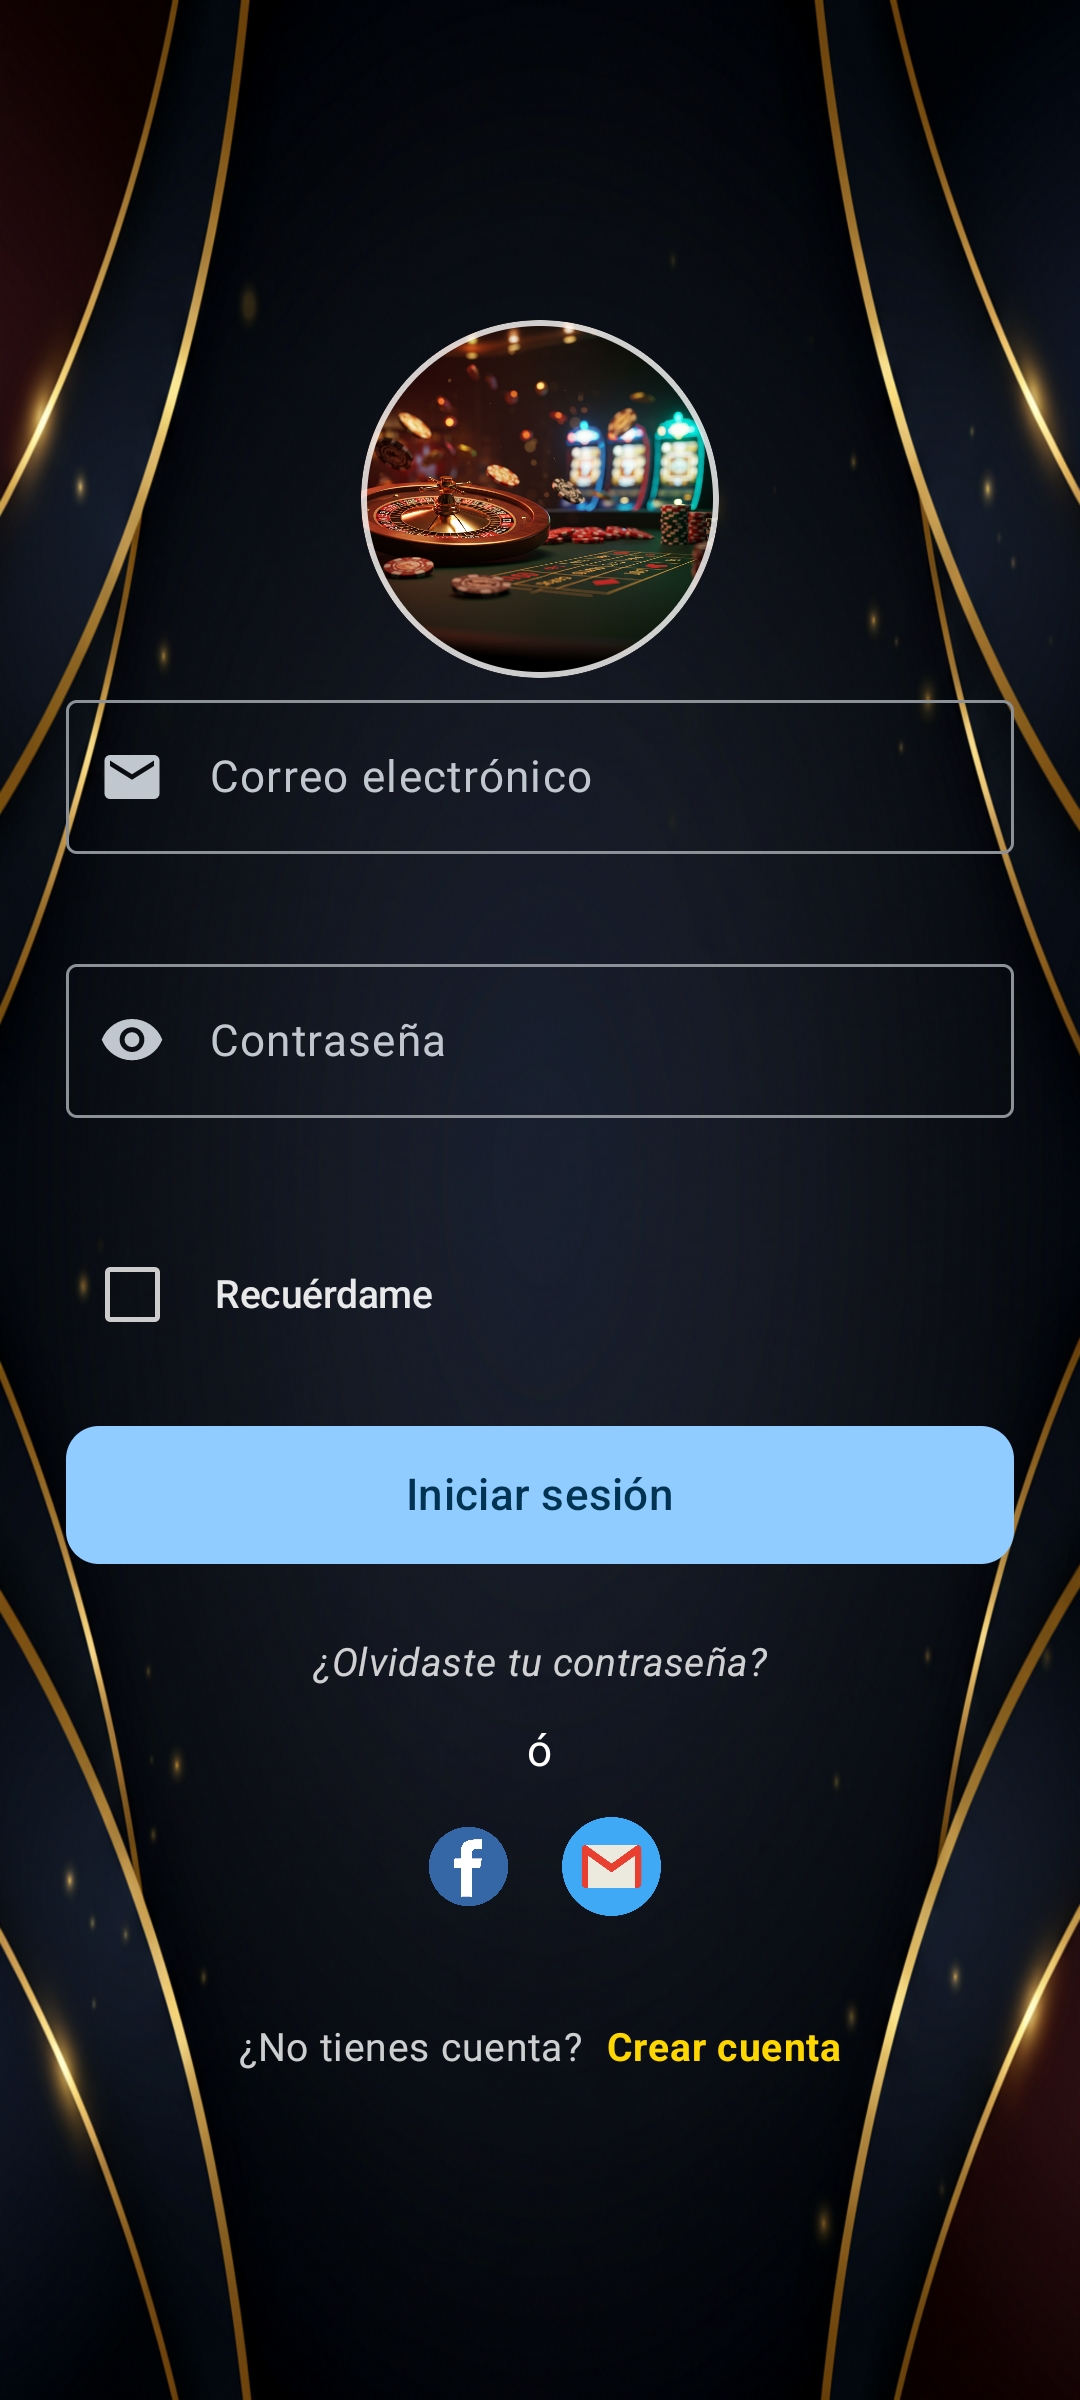 Correo electrónico
Contraseña
Recuérdame
Iniciar sesión
¿Olvidaste tu contraseña?
ó
¿No tienes cuenta? Crear cuenta